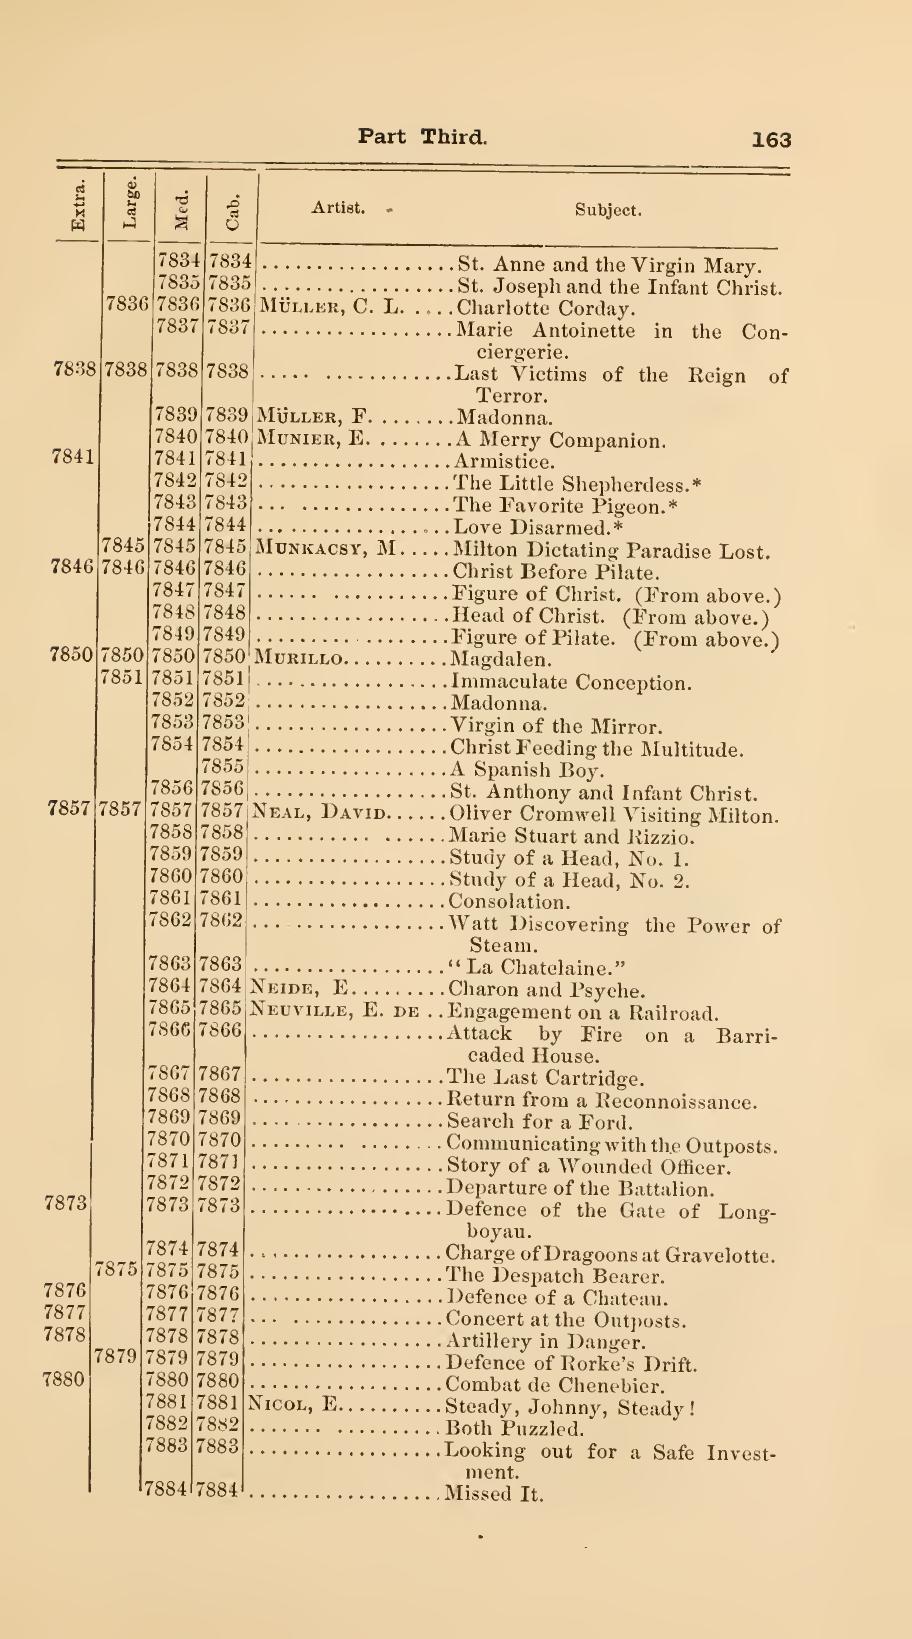 Part Third. 163
Extra. Large. Med. Cab. Artist. Subject.
7834 7834 .................. St. Anne and the Virgin Mary.
7835 7835 .................. St. Joseph and the Infant Christ.
7836 7836 7836 MÜLLER, C. L. ..... Charlotte Corday.
7837 7837 .................. Marie Antoinette in the Con-
ciergerie.
7838 7838 7838 7838 ..... ............ Last Victims of the Reign of
Terror.
7839 7839 MÜLLER, F. ........ Madonna.
7840 7840 MUNIER, E. ........ A Merry Companion.
7841 7841 7841 .................. Armistice.
7842 7842 .................. The Little Shepherdess.*
7843 7843 ... .............. The Favorite Pigeon.*
7844 7844 .................. Love Disarmed.*
7845 7845 7845 MUNKACSY, M. .... Milton Dictating Paradise Lost.
7846 7846 7846 7846 .................. Christ Before Pilate.
7847 7847 ...... ........... Figure of Christ. (From above.)
7848 7848 .................. Head of Christ. (From above.)
7849 7849 .................. Figure of Pilate. (From above.)
7850 7850 7850 7850 MURILLO.......... Magdalen.
7851 7851 7851 .................. Immaculate Conception.
7852 7852 .................. Madonna.
7853 7853 .................. Virgin of the Mirror.
7854 7854 .................. Christ Feeding the Multitude.
7855 .................. A Spanish Boy.
7856 7856 .................. St. Anthony and Infant Christ.
7857 7857 7857 7857 NEAL, DAVID...... Oliver Cromwell Visiting Milton.
7858 7858 .................. Marie Stuart and Rizzio.
7859 7859 .................. Study of a Head, No. 1.
7860 7860 .................. Study of a Head, No. 2.
7861 7861 .................. Consolation.
7862 7862 .................. Watt Discovering the Power of
Steam.
7863 7863 .................. “ La Chatelaine.”
7864 7864 NEIDE, E......... Charon and Psyche.
7865 7865 NEUVILLE, E. DE .. Engagement on a Railroad.
7866 7866 .................. Attack by Fire on a Barri-
caded House.
7867 7867 .................. The Last Cartridge.
7868 7868 .................. Return from a Reconnoissance.
7869 7869 .................. Search for a Ford.
7870 7870 ......... ........ Communicating with the Outposts.
7871 7871 .................. Story of a Wounded Officer.
7872 7872 .................. Departure of the Battalion.
7873 7873 7873 .................. Defence of the Gate of Long-
boyau.
7874 7874 .................. Charge of Dragoons at Gravelotte.
7875 7875 7875 .................. The Despatch Bearer.
7876 7876 7876 .................. Defence of a Chateau.
7877 7877 7877 ... .............. Concert at the Outposts.
7878 7878 7878 .................. Artillery in Danger.
7879 7879 7879 .................. Defence of Rorke's Drift.
7880 7880 7880 .................. Combat de Chenebier.
7881 7881 NICOL, E.......... Steady, Johnny, Steady!
7882 7882 ....... .......... Both Puzzled.
7883 7883 .................. Looking out for a Safe Invest-
ment.
7884 7884 .................. Missed It.